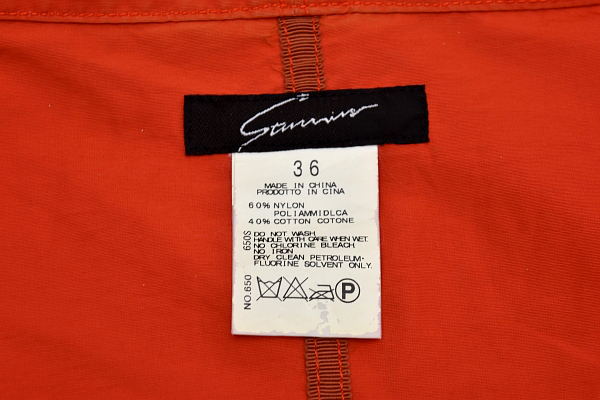 36
MADE IN CHINA
PRODOTTO IN CINA
60% NYLON
POLIAMMIDLCA
40% COTTON COTONE
DO NOT WASH
HANDLE WITH CARE WHEN WET.
NO CHLORINE BLEACH
NO IRON
DRY CLEAN PETROLEUM·
FLUORINE SOLVENT ONLY.
P
NO.650 650S